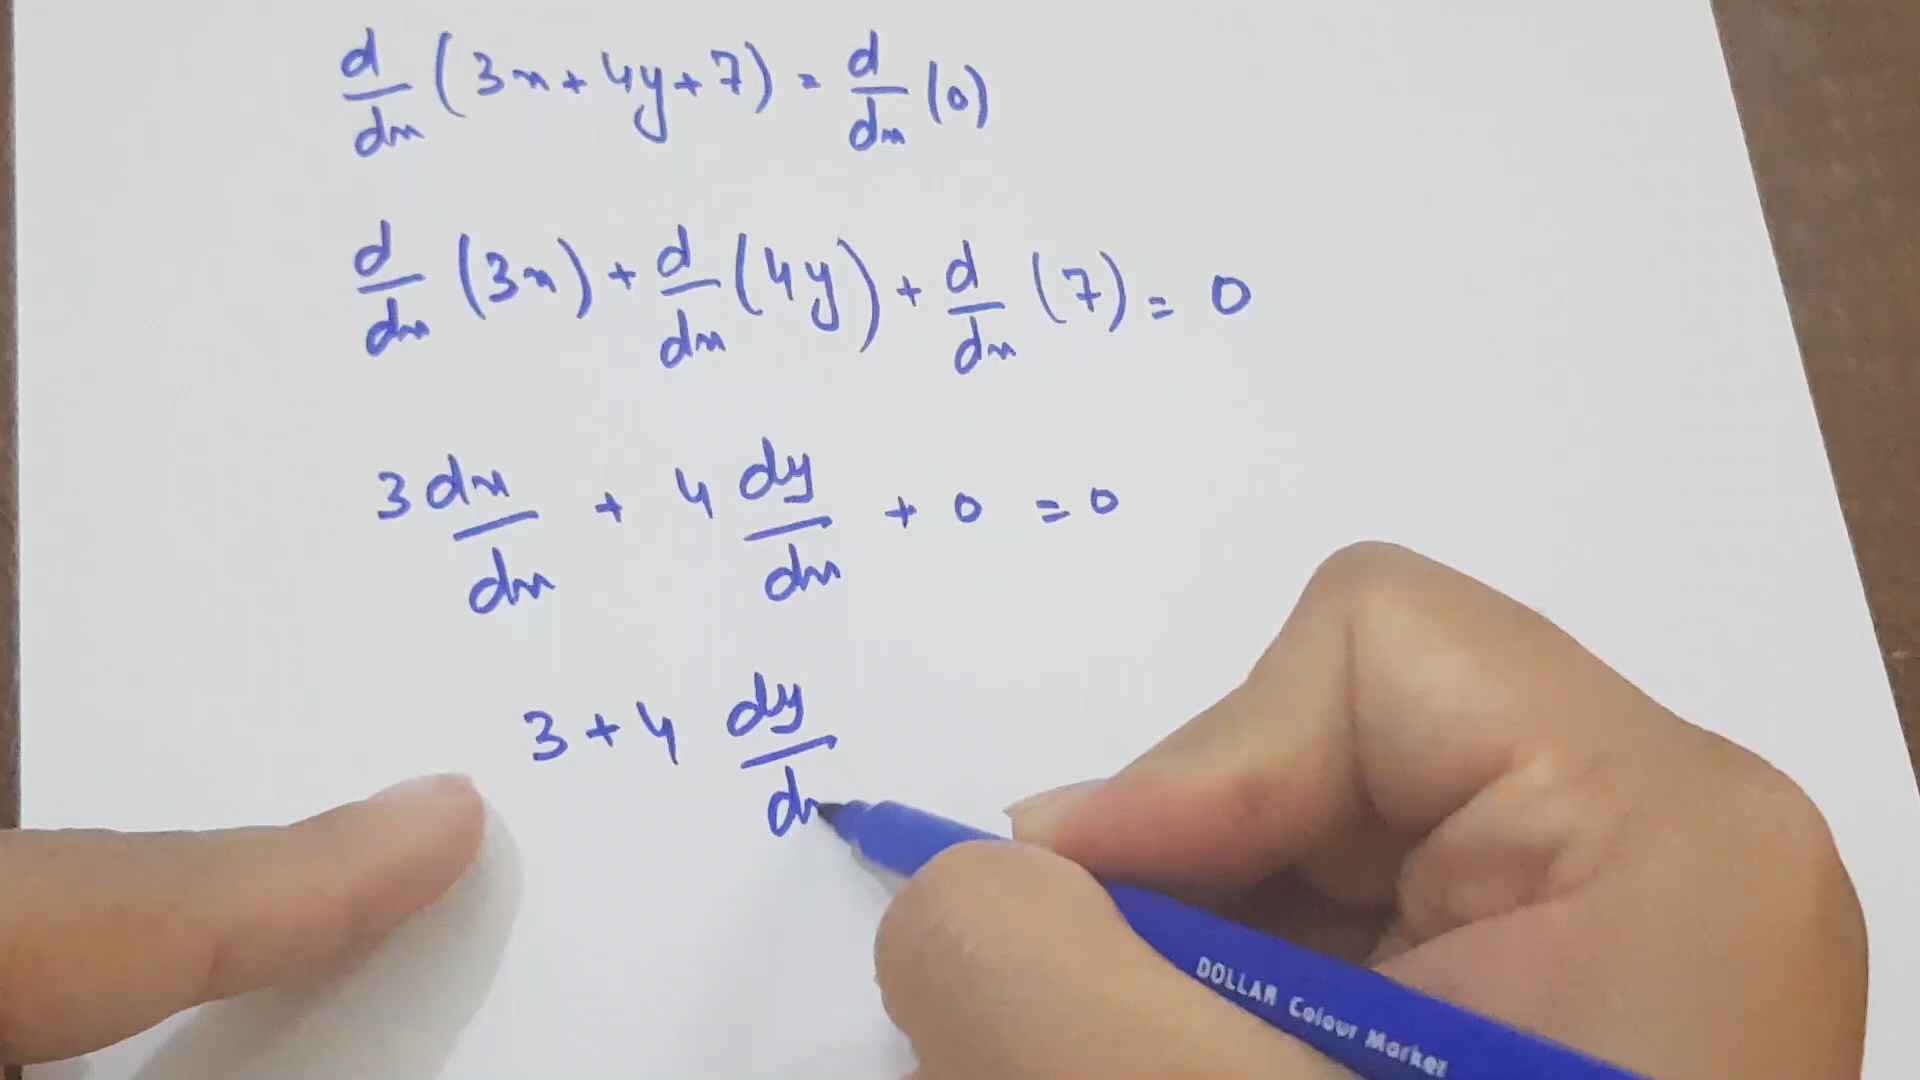 d/dx (3x + 4y + 7) = d/dx (0)
d/dx (3x) + d/dx (4y) + d/dx (7) = 0
3 dx/dx + 4 dy/dx + 0 = 0
3 + 4 dy/dx
DOLLAR Colour Marker